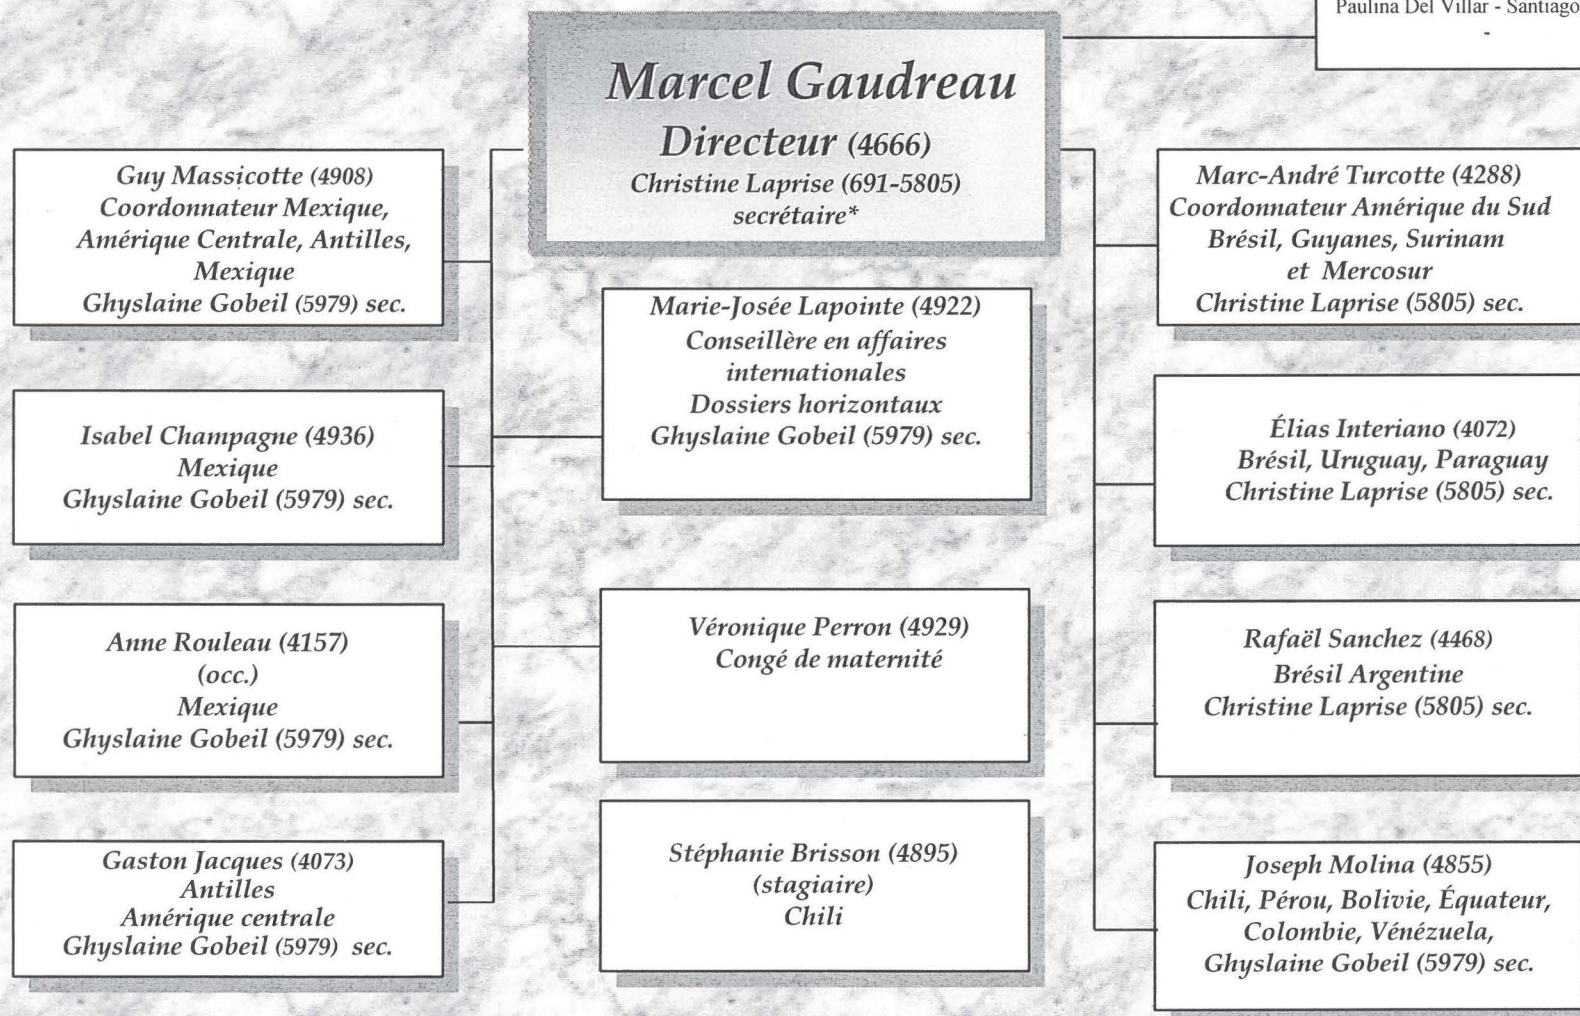 Paulina Del Villar - Santiago
-
Marcel Gaudreau
Directeur (4666)
Christine Laprise (691-5805)
secrétaire*
Guy Massicotte (4908)
Coordonnateur Mexique,
Amérique Centrale, Antilles,
Mexique
Ghyslaine Gobeil (5979) sec.
Isabel Champagne (4936)
Mexique
Ghyslaine Gobeil (5979) sec.
Anne Rouleau (4157)
(occ.)
Mexique
Ghyslaine Gobeil (5979) sec.
Gaston Jacques (4073)
Antilles
Amérique centrale
Ghyslaine Gobeil (5979) sec.
Marie-Josée Lapointe (4922)
Conseillère en affaires
internationales
Dossiers horizontaux
Ghyslaine Gobeil (5979) sec.
Véronique Perron (4929)
Congé de maternité
Stéphanie Brisson (4895)
(stagiaire)
Chili
Marc-André Turcotte (4288)
Coordonnateur Amérique du Sud
Brésil, Guyanes, Surinam
et Mercosur
Christine Laprise (5805) sec.
Élias Interiano (4072)
Brésil, Uruguay, Paraguay
Christine Laprise (5805) sec.
Rafaël Sanchez (4468)
Brésil Argentine
Christine Laprise (5805) sec.
Joseph Molina (4855)
Chili, Pérou, Bolivie, Équateur,
Colombie, Vénézuela,
Ghyslaine Gobeil (5979) sec.